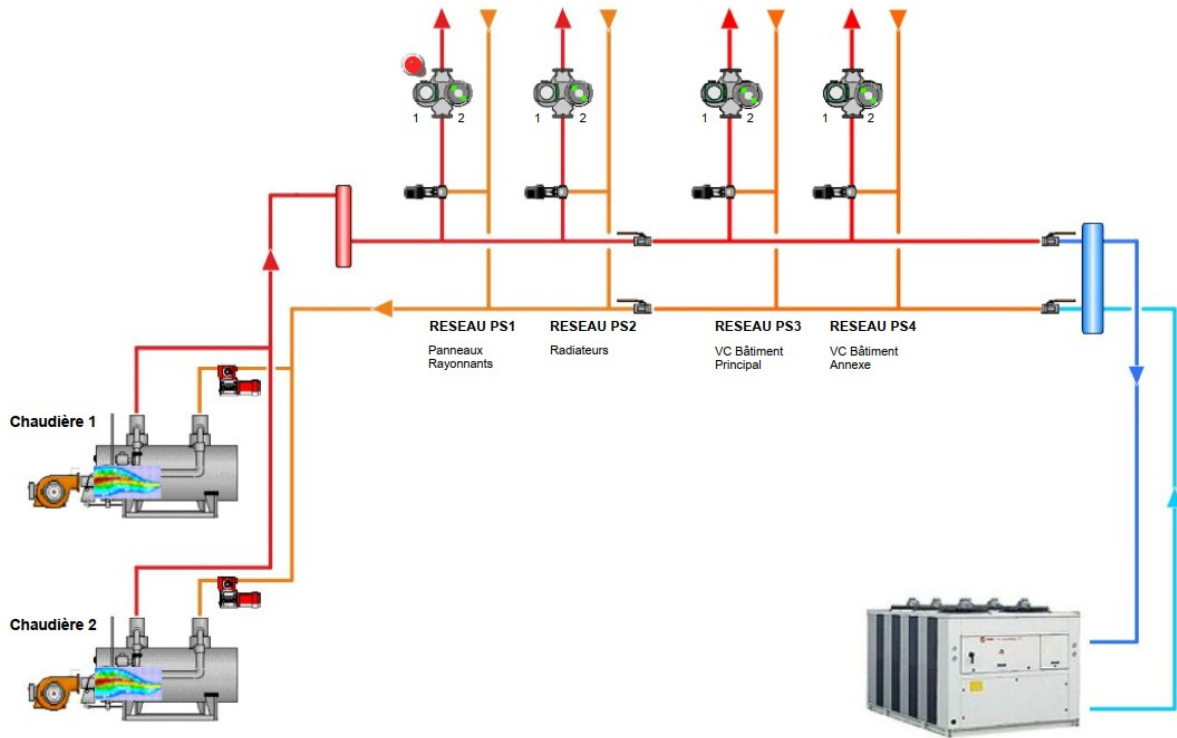 1 2
1 2
1 2
1 2
RESEAU PS1
Panneaux
Rayonnants
RESEAU PS2
Radiateurs
RESEAU PS3
VC Bâtiment
Principal
RESEAU PS4
VC Bâtiment
Annexe
Chaudière 1
Chaudière 2